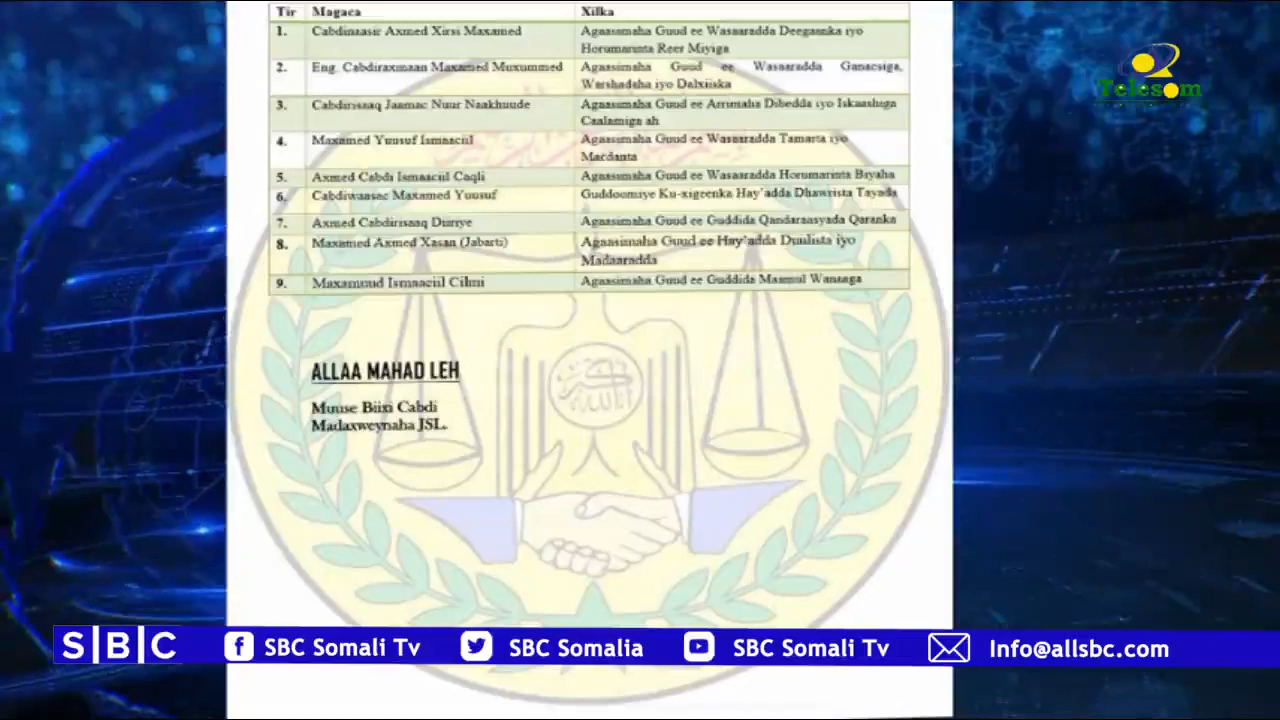 Tir Magaca Xilka
1. Cabdinaasir Axmed Xirsi Maxamed Agaasimaha Guud ee Wasaaradda Deegaanka iyo
Horumarinta Reer Miyiga
2. Eng. Cabdiraxmaan Maxamed Muxummed Agaasimaha Guud ee Wasaaradda Ganacsiga,
Warshadaha iyo Dalxiiska
3. Cabdirisaaq Jaamac Nuur Naakhuude Agaasimaha Guud ee Arrimaha Dibedda iyo Iskaashiga
Caalamiga ah
4. Maxamed Yuusuf Ismaaciil Agaasimaha Guud ee Wasaaradda Tamarta iyo
Macdanta
5. Axmed Cabdi Ismaaciil Caqli Agaasimaha Guud ee Wasaaradda Horumarinta Biyaha
6. Cabdiwaasac Maxamed Yuusuf Guddoomiye Ku-xigeenka Hay'adda Dhawrista Tayada
7. Axmed Cabdirisaaq Agaasimaha Guud ee Guddida Qandaraasyada Qaranka
8. Maxamed Axmed Xasan (Jabarti) Agaasimaha Guud ee Hay'adda Duulista iyo
Madaaradda
9. Maxamuud Ismaaciil Cilmi Agaasimaha Guud ee Guddida Maamul Wanaaga
ALLAA MAHAD LEH
Muuse Biixi Cabdi
Madaxweynaha JSL.
Telesom
SBC SBC Somali Tv SBC Somalia SBC Somali Tv Info@allsbc.com